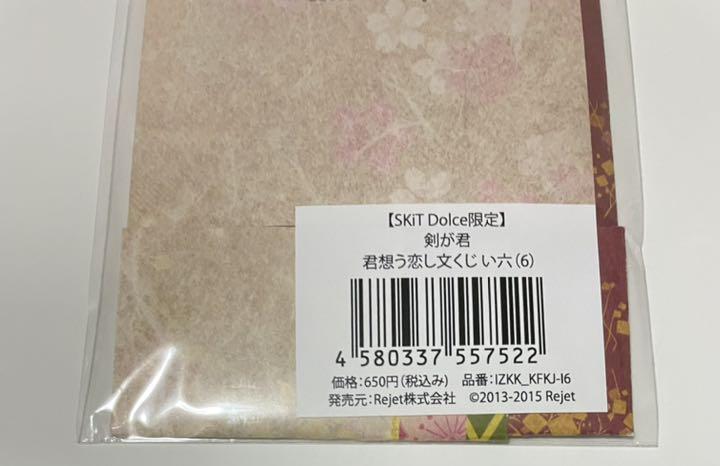 【SKiT Dolce限定】
剣が君
君想う恋し文くじ い六(6)
4 580337 557522
価格:650円(税込み) 品番:IZKK_KFKJ-I6
発売元:Rejet株式会社 ©2013-2015 Rejet